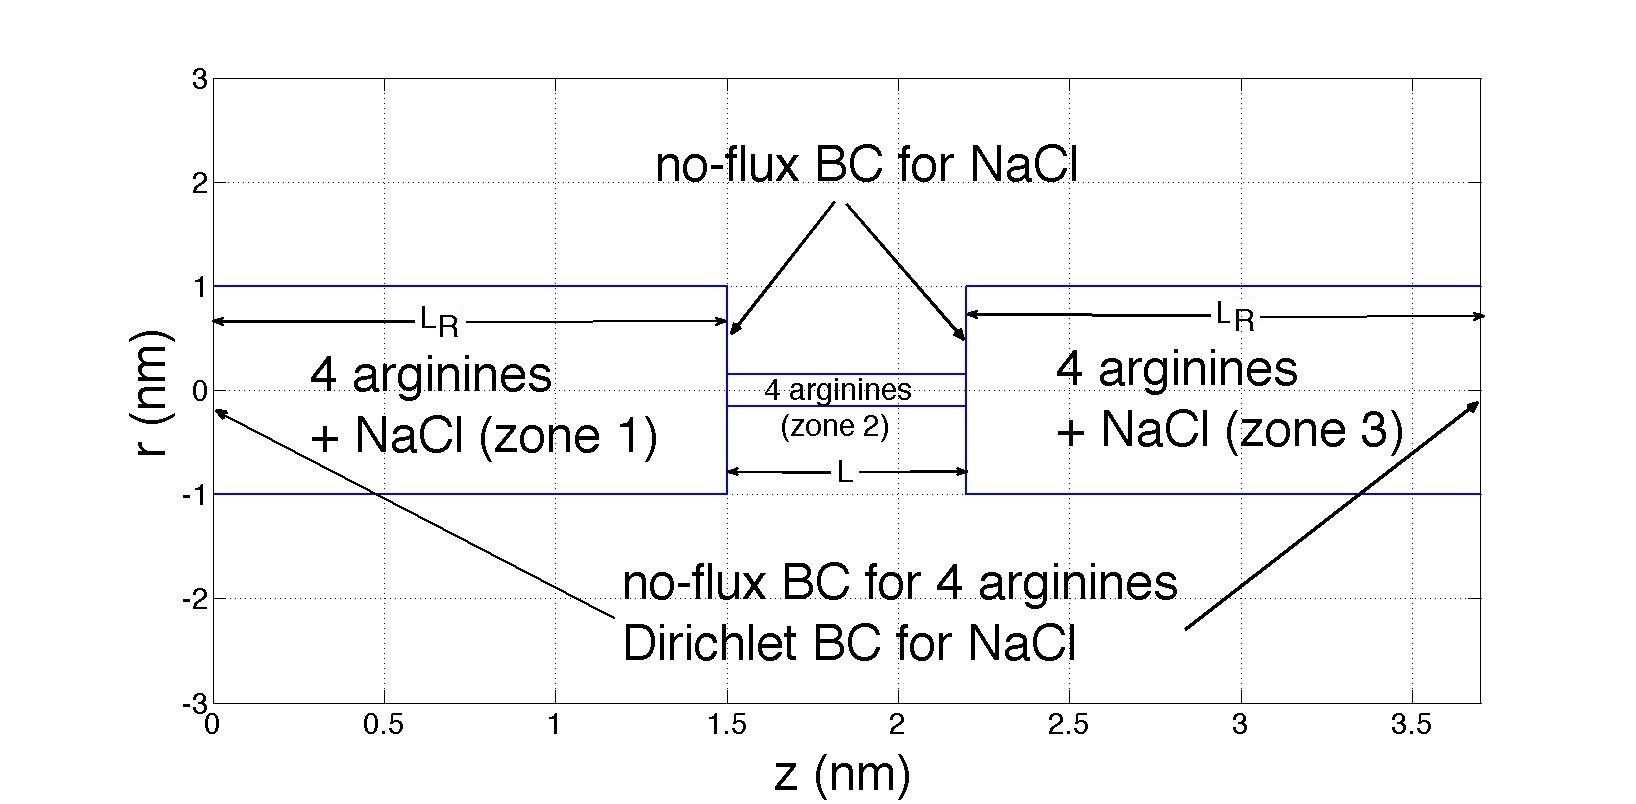 3
no-flux BC for NaCl
2
1
L_R
L_R
4 arginines
4 arginines
4 arginines
r (nm)
0
+ NaCl (zone 1)
(zone 2)
+ NaCl (zone 3)
L
-1
no-flux BC for 4 arginines
-2
Dirichlet BC for NaCl
-3
0
0.5
1
1.5
2
2.5
3
3.5
z (nm)